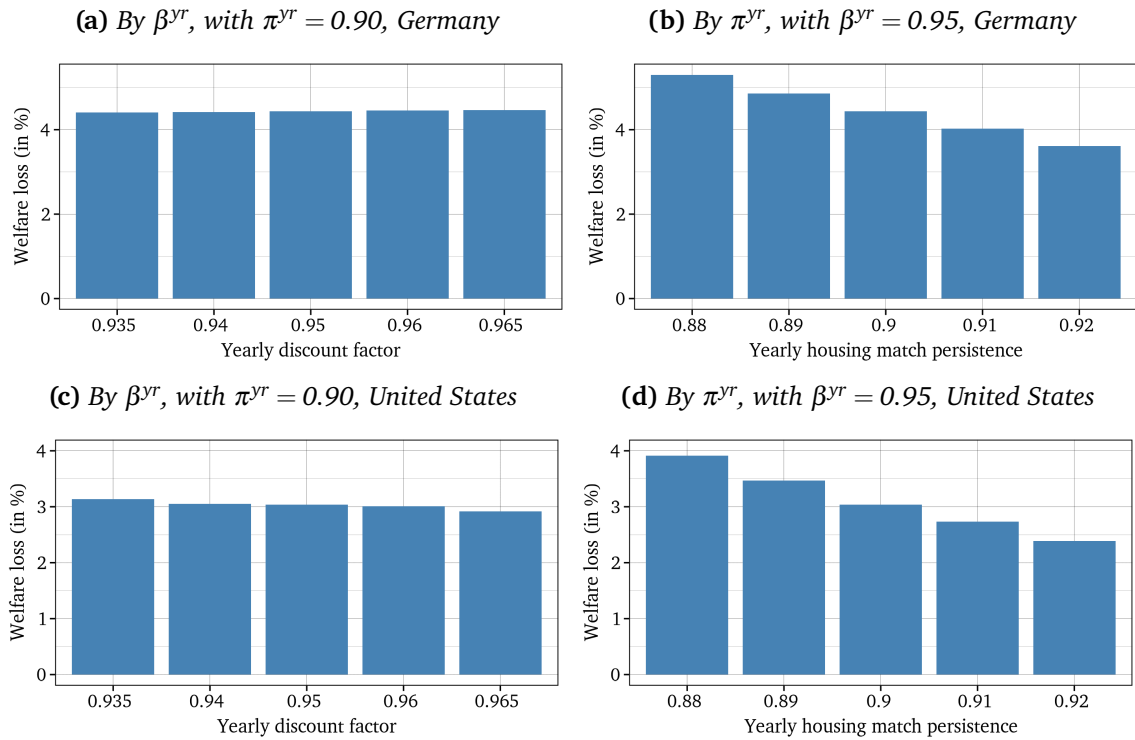 (a) By β^yr, with π^yr = 0.90, Germany
Welfare loss (in %)
4
2
0
0.935 0.94 0.95 0.96 0.965
Yearly discount factor
(b) By π^yr, with β^yr = 0.95, Germany
Welfare loss (in %)
4
2
0
0.88 0.89 0.9 0.91 0.92
Yearly housing match persistence
(c) By β^yr, with π^yr = 0.90, United States
Welfare loss (in %)
4
3
2
1
0
0.935 0.94 0.95 0.96 0.965
Yearly discount factor
(d) By π^yr, with β^yr = 0.95, United States
Welfare loss (in %)
4
3
2
1
0
0.88 0.89 0.9 0.91 0.92
Yearly housing match persistence